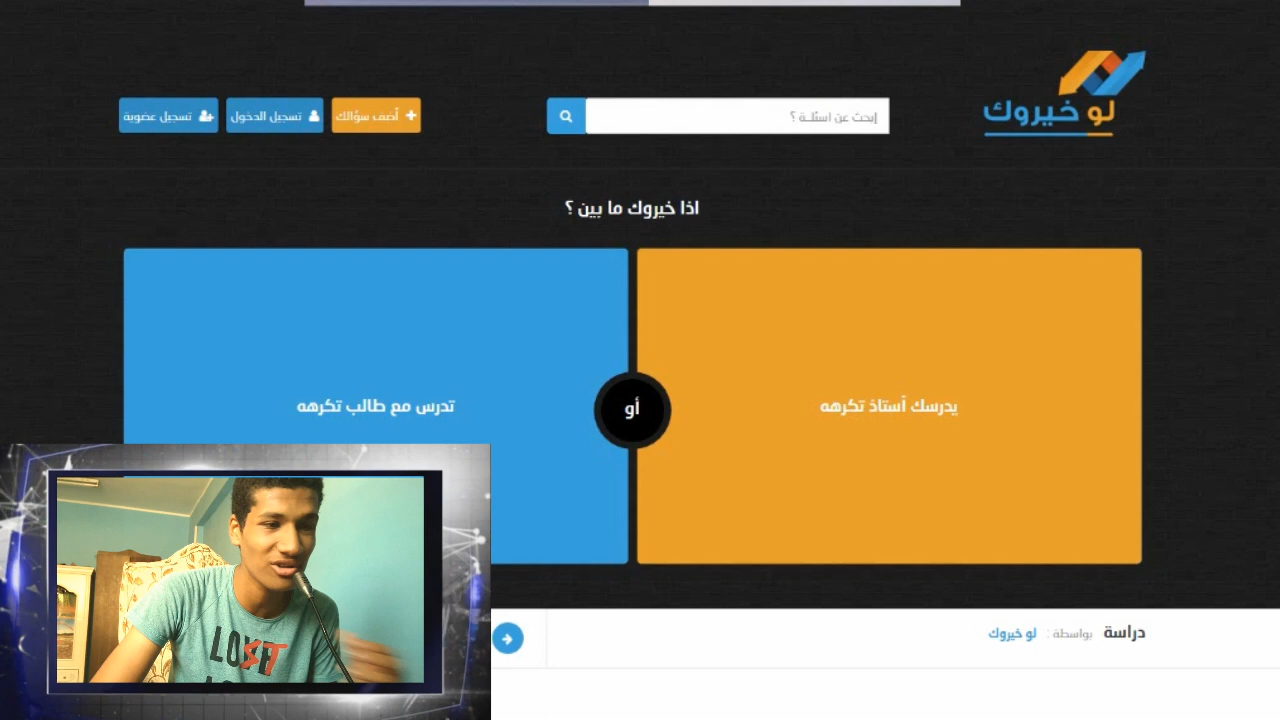 لو خيروك
إبحث عن اسئلـة ؟
أضف سؤالك
تسجيل الدخول
تسجيل عضوية
اذا خيروك ما بين ؟
يدرسك أستاذ تكرهه
أو
تدرس مع طالب تكرهه
دراسة بواسطة : لو خيروك